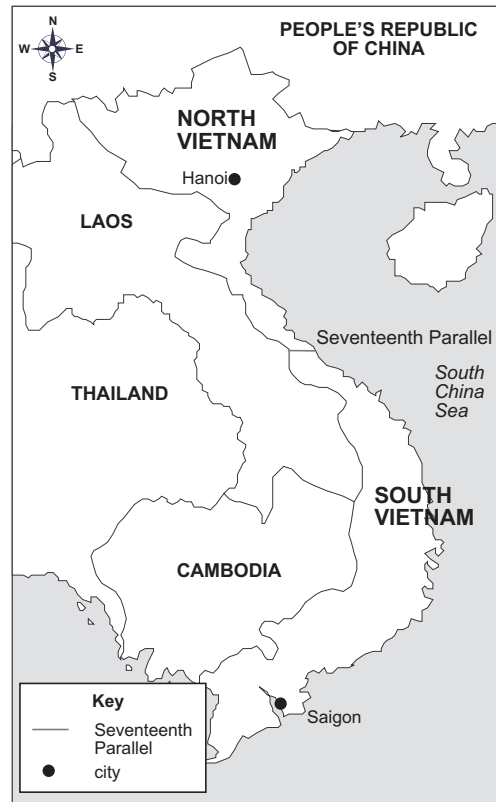 N
W E
S
PEOPLE'S REPUBLIC
OF CHINA
NORTH
VIETNAM
Hanoi
LAOS
Seventeenth Parallel
South
China
Sea
THAILAND
SOUTH
VIETNAM
CAMBODIA
Saigon
Key
Seventeenth
Parallel
city